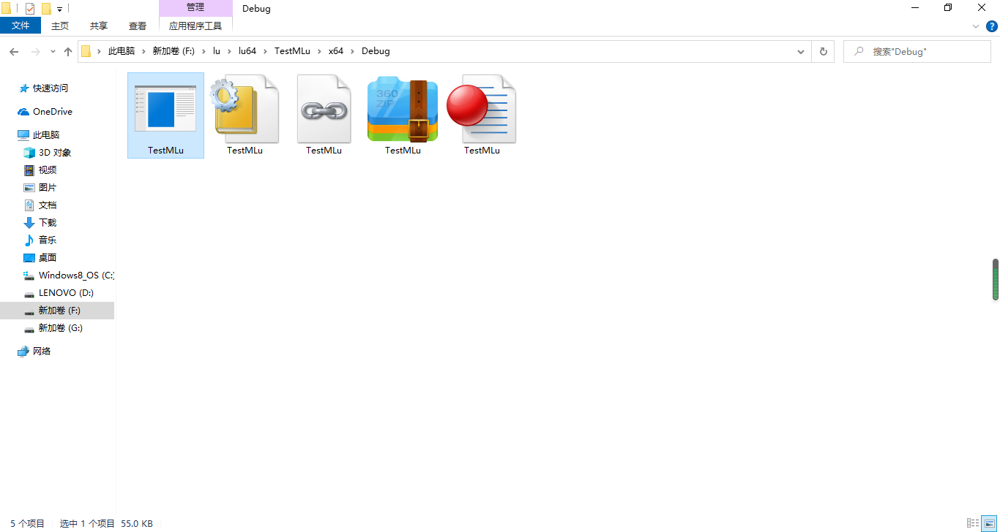 管理
Debug
文件
主页
共享
查看
应用程序工具
此电脑 新加卷 (F:) lu lu64 TestMLu x64 Debug
搜索"Debug"
快速访问
OneDrive
此电脑
3D 对象
视频
图片
文档
下载
音乐
桌面
Windows8_OS (C:)
LENOVO (D:)
新加卷 (F:)
新加卷 (G:)
网络
360
ZIP
TestMLu
TestMLu
TestMLu
TestMLu
TestMLu
5 个项目
选中 1 个项目 55.0 KB